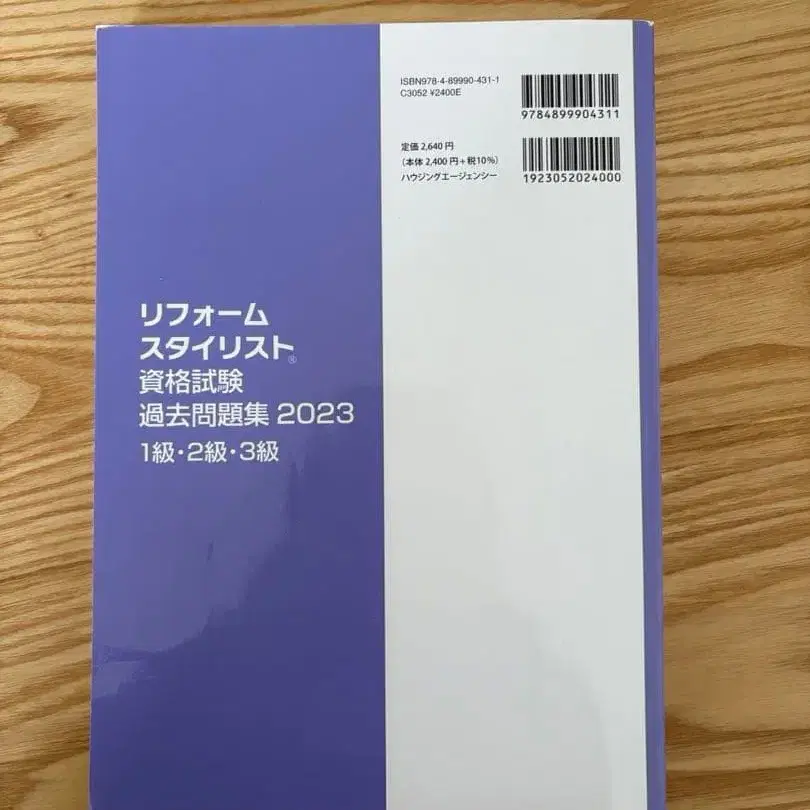 ISBN978-4-89990-431-1
C3052 ¥2400E
9784899904311
定価 2,640 円
(本体 2,400 円+税10%)
ハウジングエージェンシー
1923052024000
リフォーム
スタイリスト®
資格試験
過去問題集 2023
1級・2級・3級